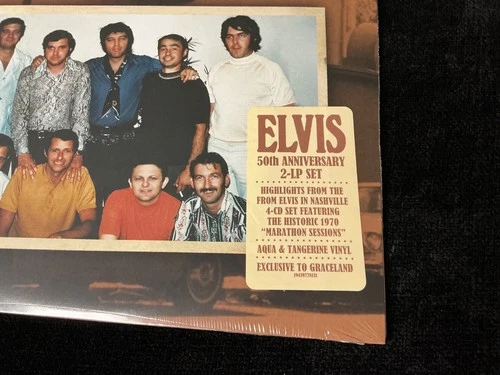 ELVIS
50th ANNIVERSARY
2-LP SET
HIGHLIGHTS FROM THE
FROM ELVIS IN NASHVILLE
4-CD SET FEATURING
THE HISTORIC 1970
"MARATHON SESSIONS"
AQUA & TANGERINE VINYL
EXCLUSIVE TO GRACELAND